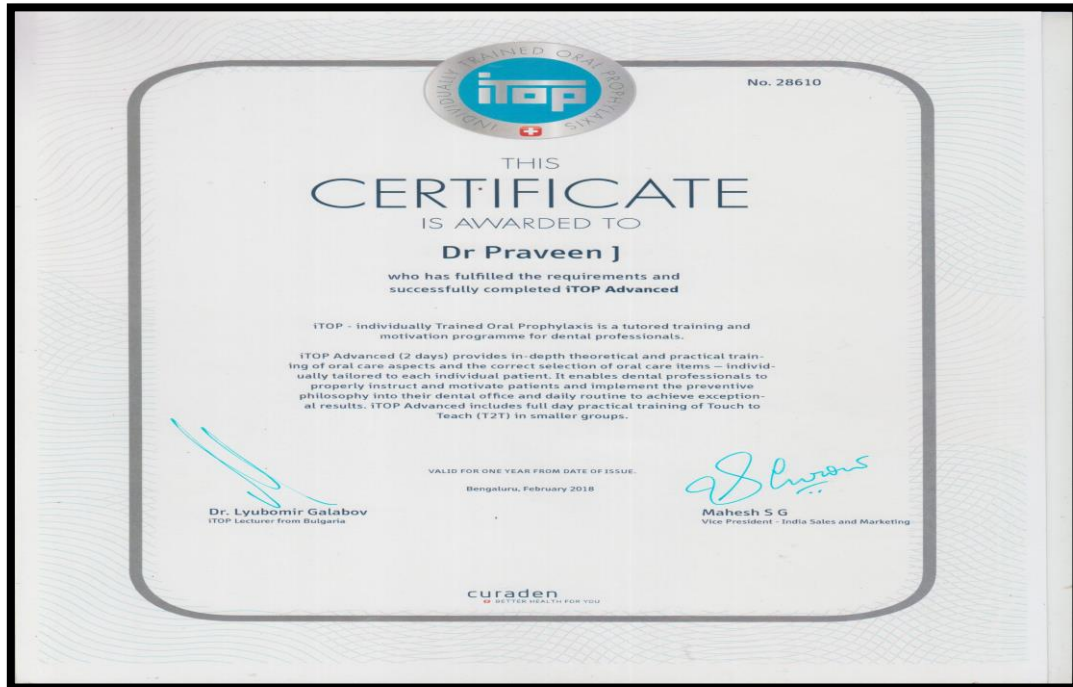 INDIVIDUALLY TRAINED ORAL PROPHYLAXIS
iTop
No. 28610
THIS
CERTIFICATE
IS AWARDED TO
Dr Praveen J
who has fulfilled the requirements and
successfully completed iTOP Advanced
iTOP - individually Trained Oral Prophylaxis is a tutored training and
motivation programme for dental professionals.
iTOP Advanced (2 days) provides in-depth theoretical and practical train-
ing of oral care aspects and the correct selection of oral care items – individ-
ually tailored to each individual patient. It enables dental professionals to
properly instruct and motivate patients and implement the preventive
philosophy into their dental office and daily routine to achieve exception-
al results. iTOP Advanced includes full day practical training of Touch to
Teach (T2T) in smaller groups.
VALID FOR ONE YEAR FROM DATE OF ISSUE.
Bengaluru, February 2018
Dr. Lyubomir Galabov
iTOP Lecturer from Bulgaria
Mahesh S G
Vice President - India Sales and Marketing
curaden
BETTER HEALTH FOR YOU